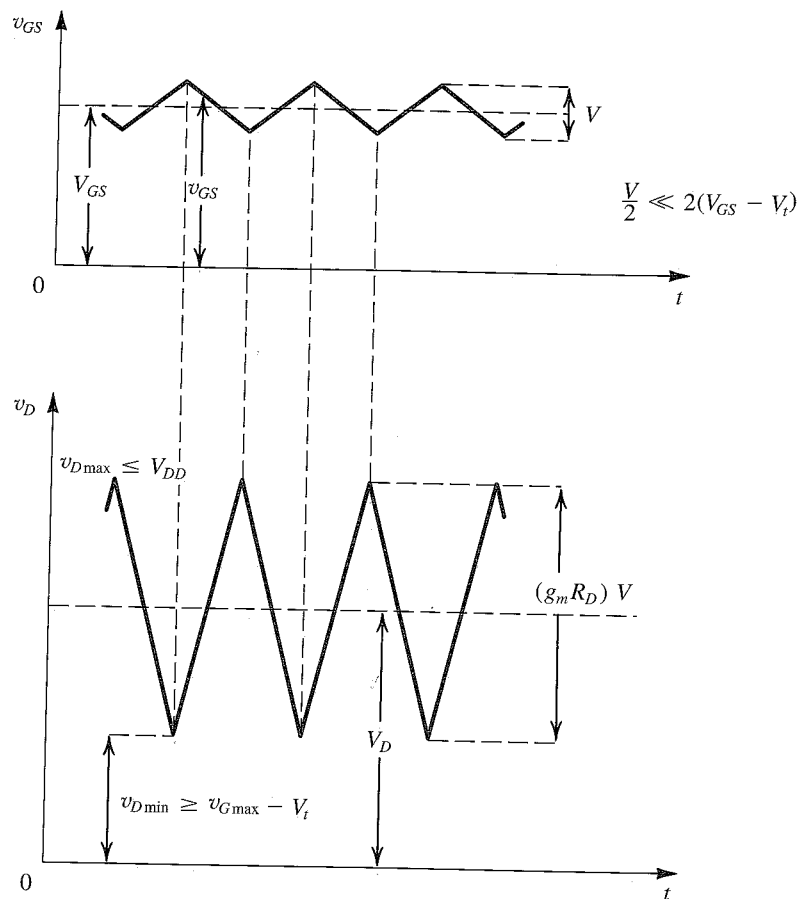 v_GS
V
V_GS
v_GS
V/2 ≪ 2(V_GS − V_t)
0
t
v_D
v_Dmax ≤ V_DD
(g_m R_D) V
V_D
v_Dmin ≥ v_Gmax − V_t
0
t